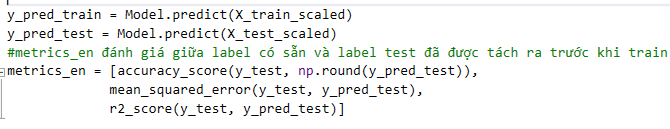 y_pred_train = Model.predict(X_train_scaled)
y_pred_test = Model.predict(X_test_scaled)
#metrics_en đánh giá giữa label có sẵn và label test đã được tách ra trước khi train
metrics_en = [accuracy_score(y_test, np.round(y_pred_test)),
mean_squared_error(y_test, y_pred_test),
r2_score(y_test, y_pred_test)]